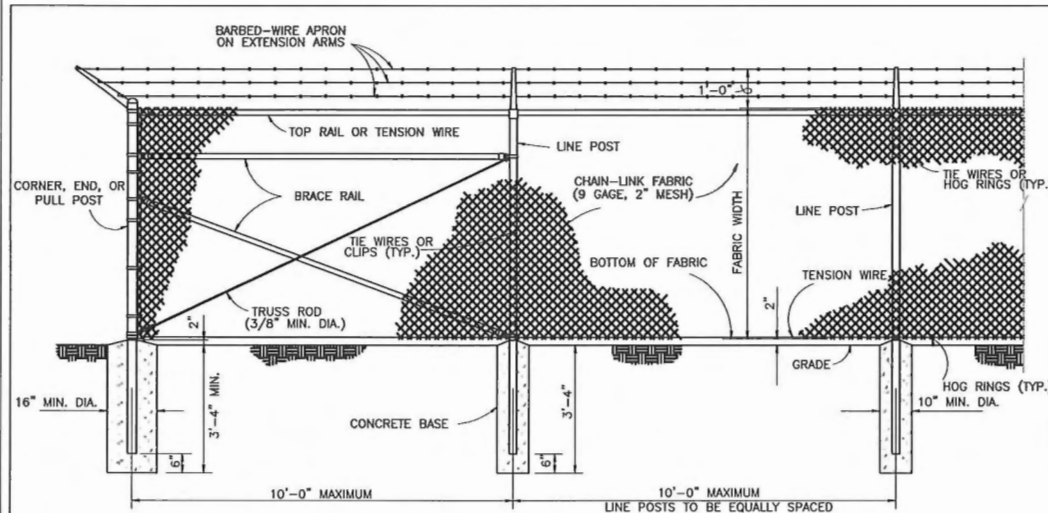 BARBED-WIRE APRON
ON EXTENSION ARMS
1'-0"
TOP RAIL OR TENSION WIRE
LINE POST
CORNER, END, OR
PULL POST
BRACE RAIL
CHAIN-LINK FABRIC
(9 GAGE, 2" MESH)
TIE WIRES OR
HOG RINGS (TYP.)
LINE POST
TIE WIRES OR
CLIPS (TYP.)
FABRIC WIDTH
BOTTOM OF FABRIC
TENSION WIRE
TRUSS ROD
(3/8" MIN. DIA.)
2"
2"
GRADE
HOG RINGS (TYP.)
16" MIN. DIA.
3'-4" MIN.
CONCRETE BASE
3'-4"
10" MIN. DIA.
6"
6"
10'-0" MAXIMUM
10'-0" MAXIMUM
LINE POSTS TO BE EQUALLY SPACED